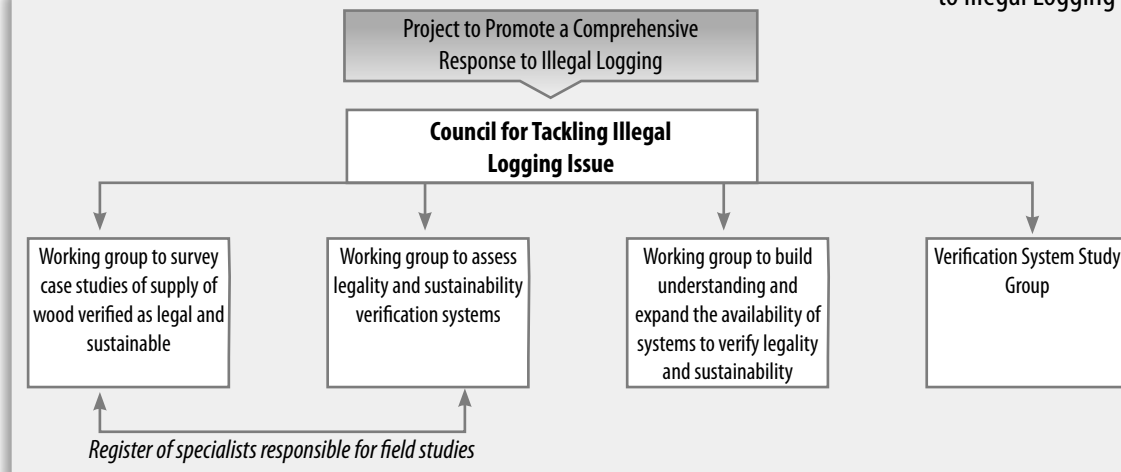 to Illegal Logging
Project to Promote a Comprehensive
Response to Illegal Logging
Council for Tackling Illegal
Logging Issue
Working group to survey
case studies of supply of
wood verified as legal and
sustainable
Working group to assess
legality and sustainability
verification systems
Working group to build
understanding and
expand the availability of
systems to verify legality
and sustainability
Verification System Study
Group
Register of specialists responsible for field studies